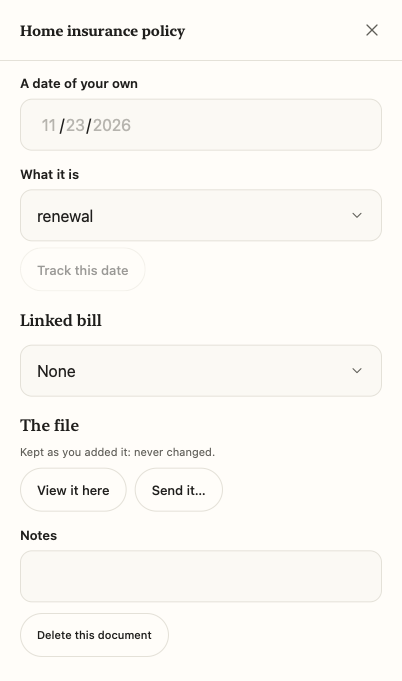 Home insurance policy
A date of your own
11/23/2026
What it is
renewal
Track this date
Linked bill
None
The file
Kept as you added it: never changed.
View it here
Send it...
Notes
Delete this document